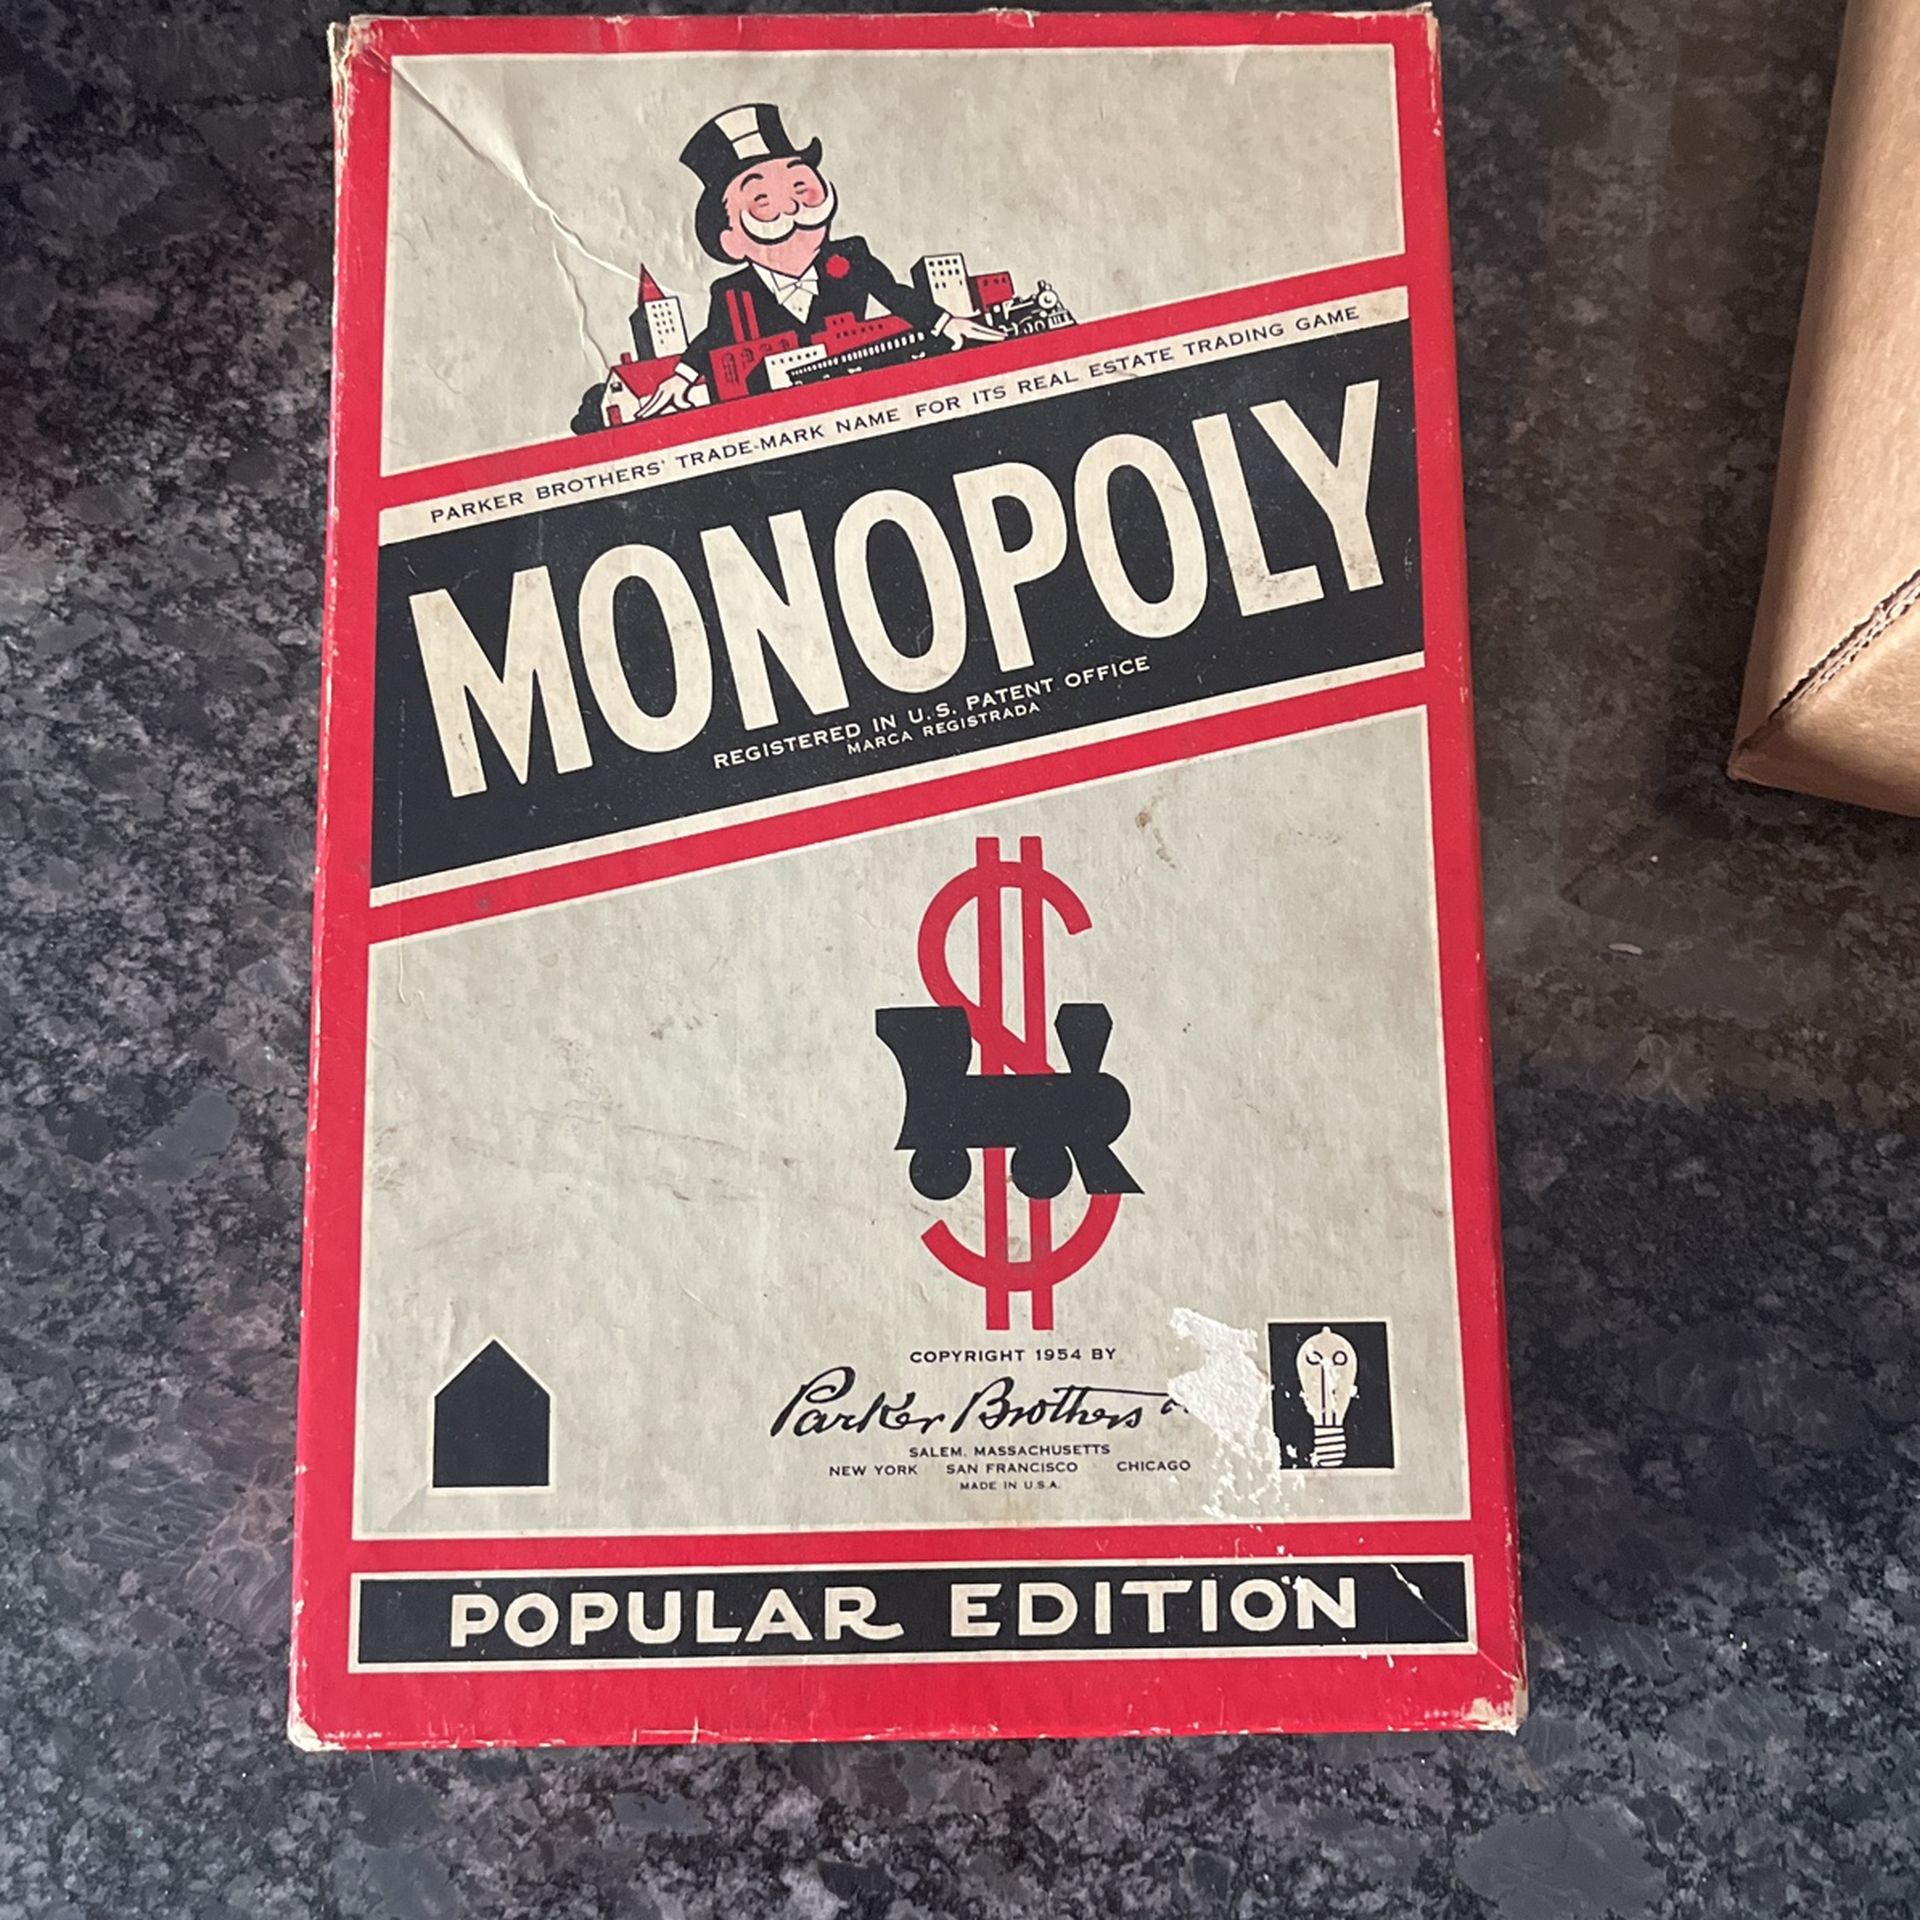 PARKER BROTHERS' TRADE-MARK NAME FOR ITS REAL ESTATE TRADING GAME
MONOPOLY
REGISTERED IN U.S. PATENT OFFICE
MARCA REGISTRADA
COPYRIGHT 1954 BY
Parker Brothers
SALEM, MASSACHUSETTS
NEW YORK SAN FRANCISCO CHICAGO
MADE IN U.S.A.
POPULAR EDITION